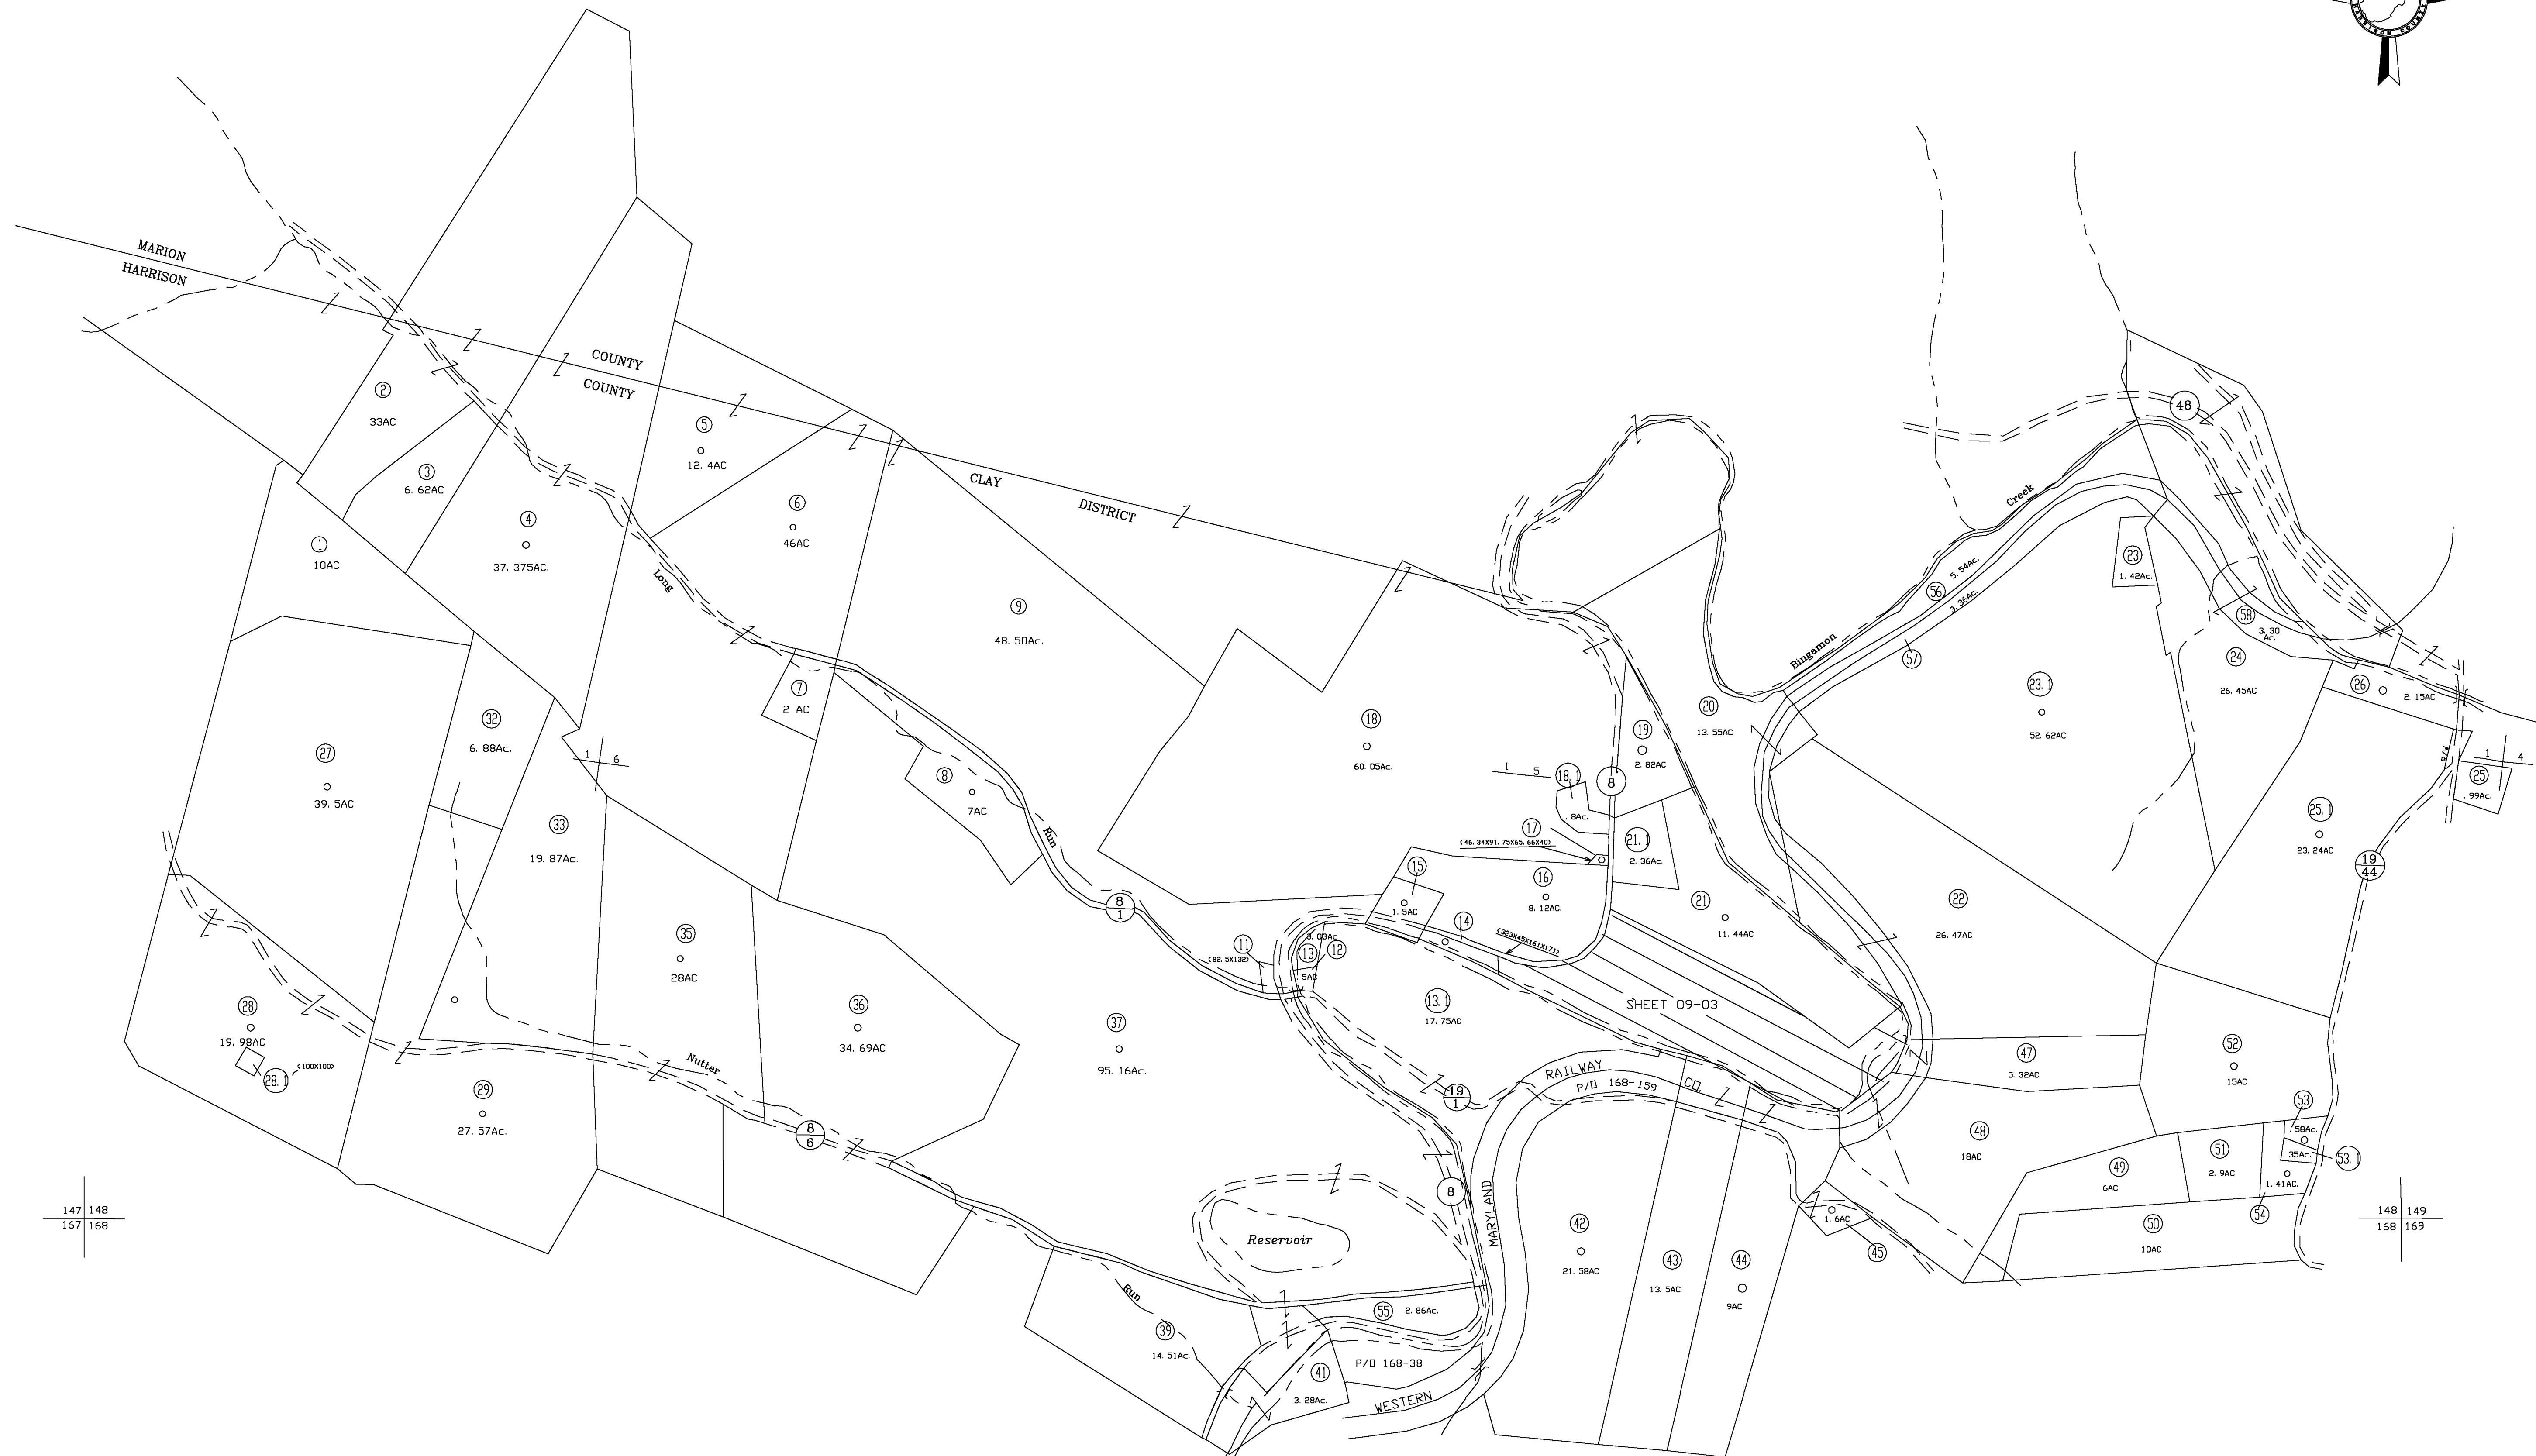 HARRISON COUNTY
MARION
HARRISON
COUNTY
COUNTY
CLAY
DISTRICT
48
2
33AC
3
6. 62AC
5
12. 4AC
6
46AC
4
37. 375AC.
1
10AC
Long
9
48. 50Ac.
Creek
23
1. 42Ac.
56
5. 54Ac.
3. 36Ac.
57
58
3. 30
Ac.
Bingamon
24
26. 45AC
26
2. 15AC
23. 1
52. 62AC
7
2 AC
32
6. 88Ac.
27
39. 5AC
1 6
18
60. 05Ac.
20
13. 55AC
19
2. 82AC
1 5
18. 1
. 8Ac.
8
R/W
1 4
25
. 99Ac.
25. 1
23. 24AC
19
44
8
7AC
Run
33
19. 87Ac.
17
(46. 34X91. 75X65. 66X40)
21. 1
2. 36Ac.
15
1. 5AC
16
8. 12AC.
14
(323X45X161X171)
21
11. 44AC
22
26. 47AC
8
1
35
28AC
11
(82. 5X132)
3. 03Ac
13
12
. 5AC
28
19. 98AC
28. 1
(100X100)
36
34. 69AC
37
95. 16Ac.
13. 1
17. 75AC
SHEET 09-03
47
5. 32AC
52
15AC
Nutter
29
27. 57Ac.
8
6
19
1
RAILWAY
CO.
P/O 168-159
53
. 58Ac.
. 35Ac.
53. 1
48
18AC
49
6AC
51
2. 9AC
1. 41AC.
54
50
10AC
147 148
167 168
148 149
168 169
8
MARYLAND
Reservoir
42
21. 58AC
43
13. 5AC
44
9AC
1. 6AC
45
Run
39
14. 51Ac.
55
2. 86Ac.
P/O 168-38
41
3. 28Ac.
WESTERN